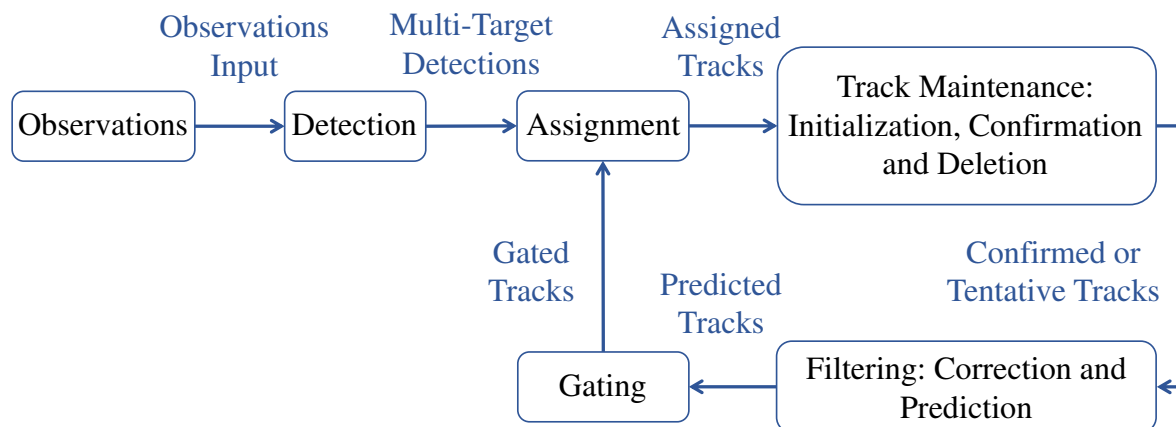 Observations
Input
Multi-Target
Detections
Assigned
Tracks
Observations
Detection
Assignment
Track Maintenance:
Initialization, Confirmation
and Deletion
Gated
Tracks
Predicted
Tracks
Confirmed or
Tentative Tracks
Gating
Filtering: Correction and
Prediction